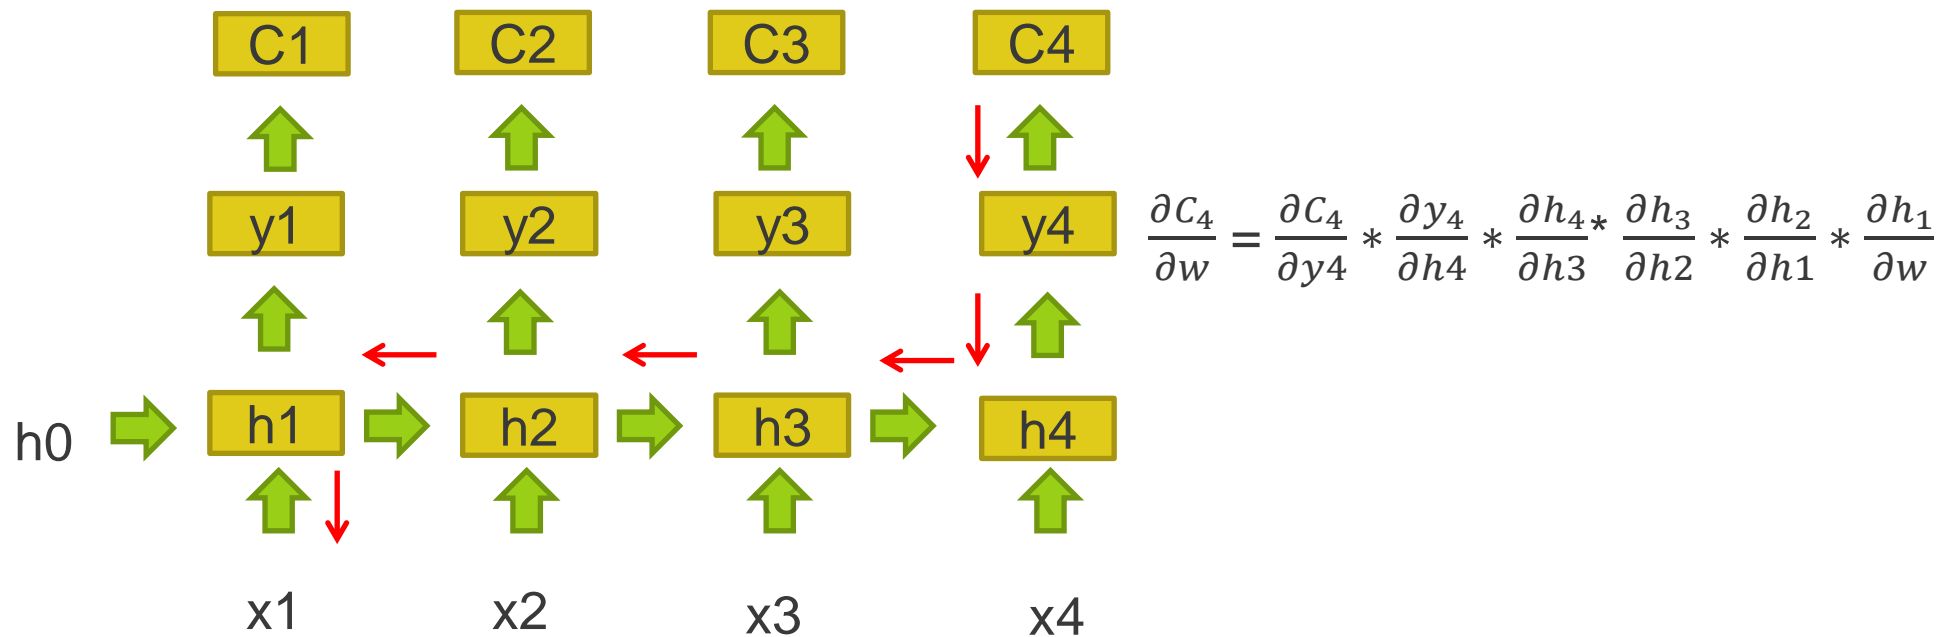 C1 C2 C3 C4
y1 y2 y3 y4
∂C₄/∂w = ∂C₄/∂y4 * ∂y₄/∂h4 * ∂h₄/∂h3 * ∂h₃/∂h2 * ∂h₂/∂h1 * ∂h₁/∂w
h0 h1 h2 h3 h4
x1 x2 x3 x4